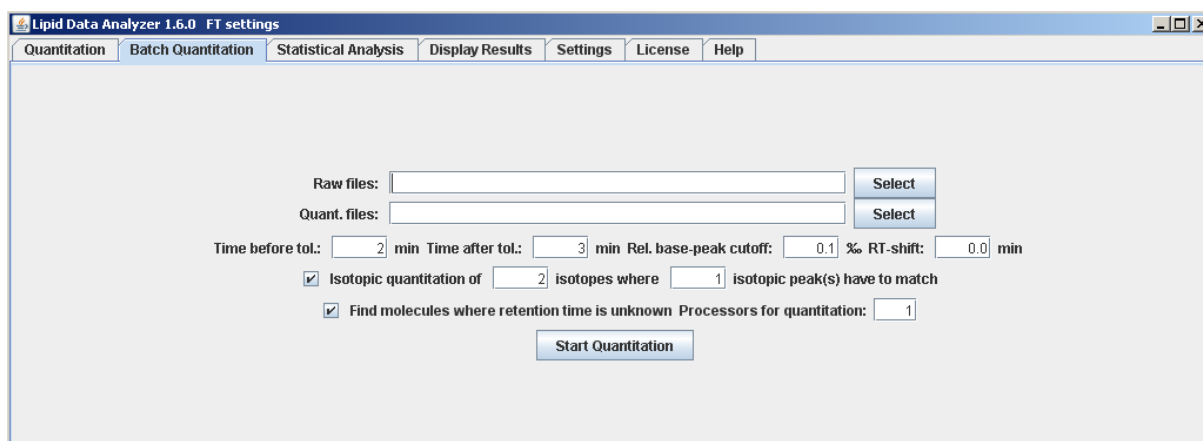 Lipid Data Analyzer 1.6.0 FT settings
Quantitation Batch Quantitation Statistical Analysis Display Results Settings License Help
Raw files: Select
Quant. files: Select
Time before tol.: 2 min Time after tol.: 3 min Rel. base-peak cutoff: 0.1 ‰ RT-shift: 0.0 min
Isotopic quantitation of 2 isotopes where 1 isotopic peak(s) have to match
Find molecules where retention time is unknown Processors for quantitation: 1
Start Quantitation